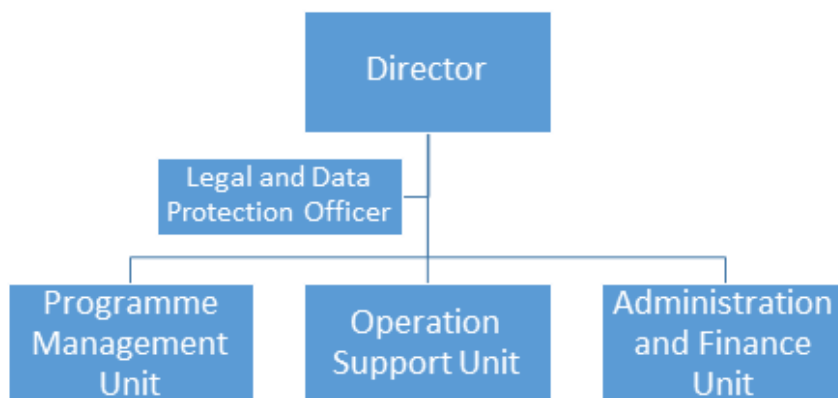 Director
Legal and Data
Protection Officer
Programme
Management
Unit
Operation
Support Unit
Administration
and Finance
Unit